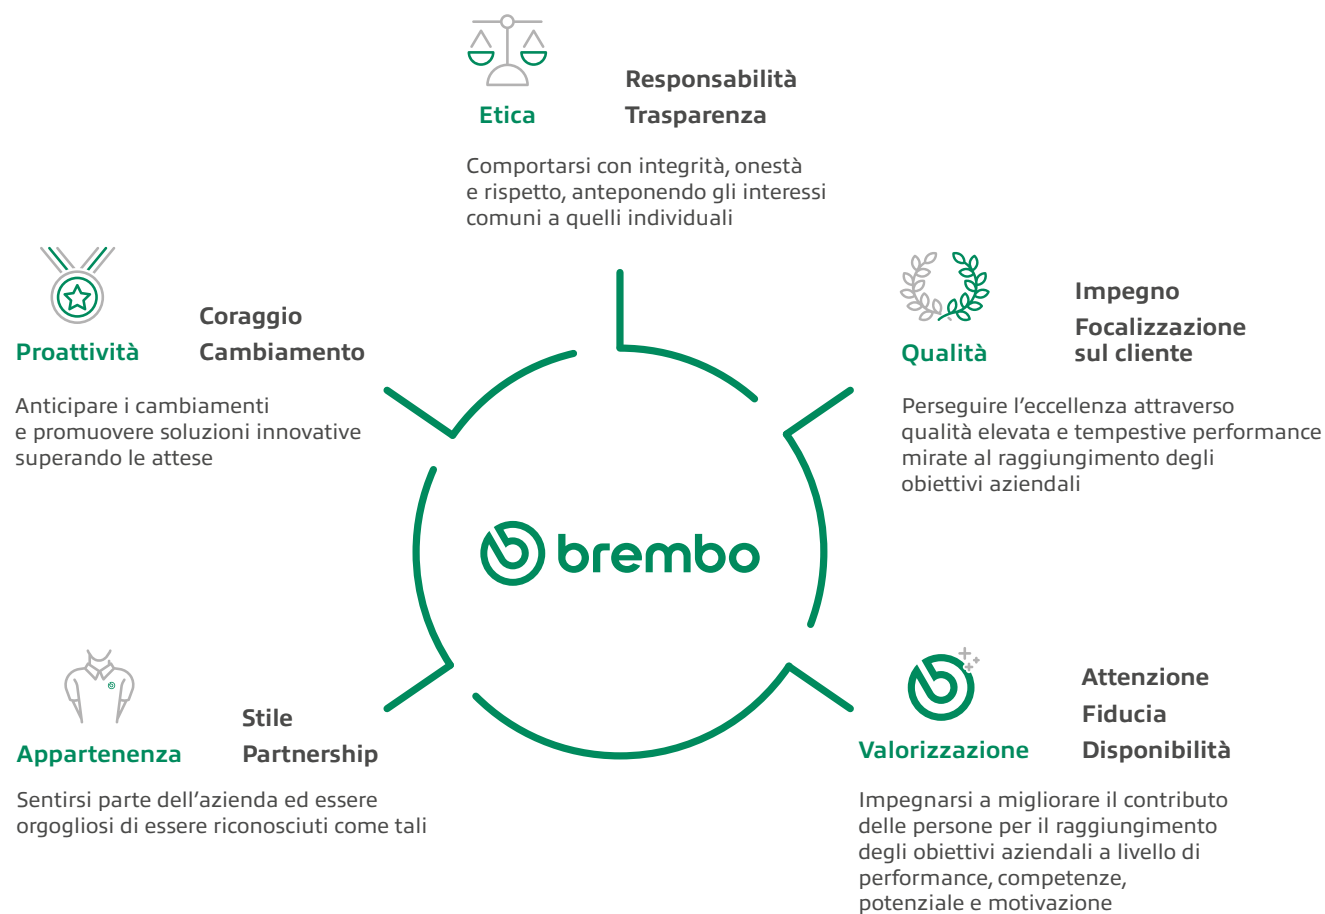 Etica
Responsabilità
Trasparenza
Comportarsi con integrità, onestà
e rispetto, anteponendo gli interessi
comuni a quelli individuali
Proattività
Coraggio
Cambiamento
Anticipare i cambiamenti
e promuovere soluzioni innovative
superando le attese
Qualità
Impegno
Focalizzazione
sul cliente
Perseguire l’eccellenza attraverso
qualità elevata e tempestive performance
mirate al raggiungimento degli
obiettivi aziendali
brembo
Appartenenza
Stile
Partnership
Sentirsi parte dell’azienda ed essere
orgogliosi di essere riconosciuti come tali
Valorizzazione
Attenzione
Fiducia
Disponibilità
Impegnarsi a migliorare il contributo
delle persone per il raggiungimento
degli obiettivi aziendali a livello di
performance, competenze,
potenziale e motivazione